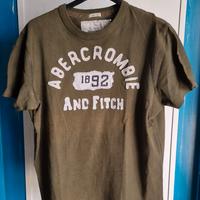 ABERCROMBIE
1892
AND FITCH